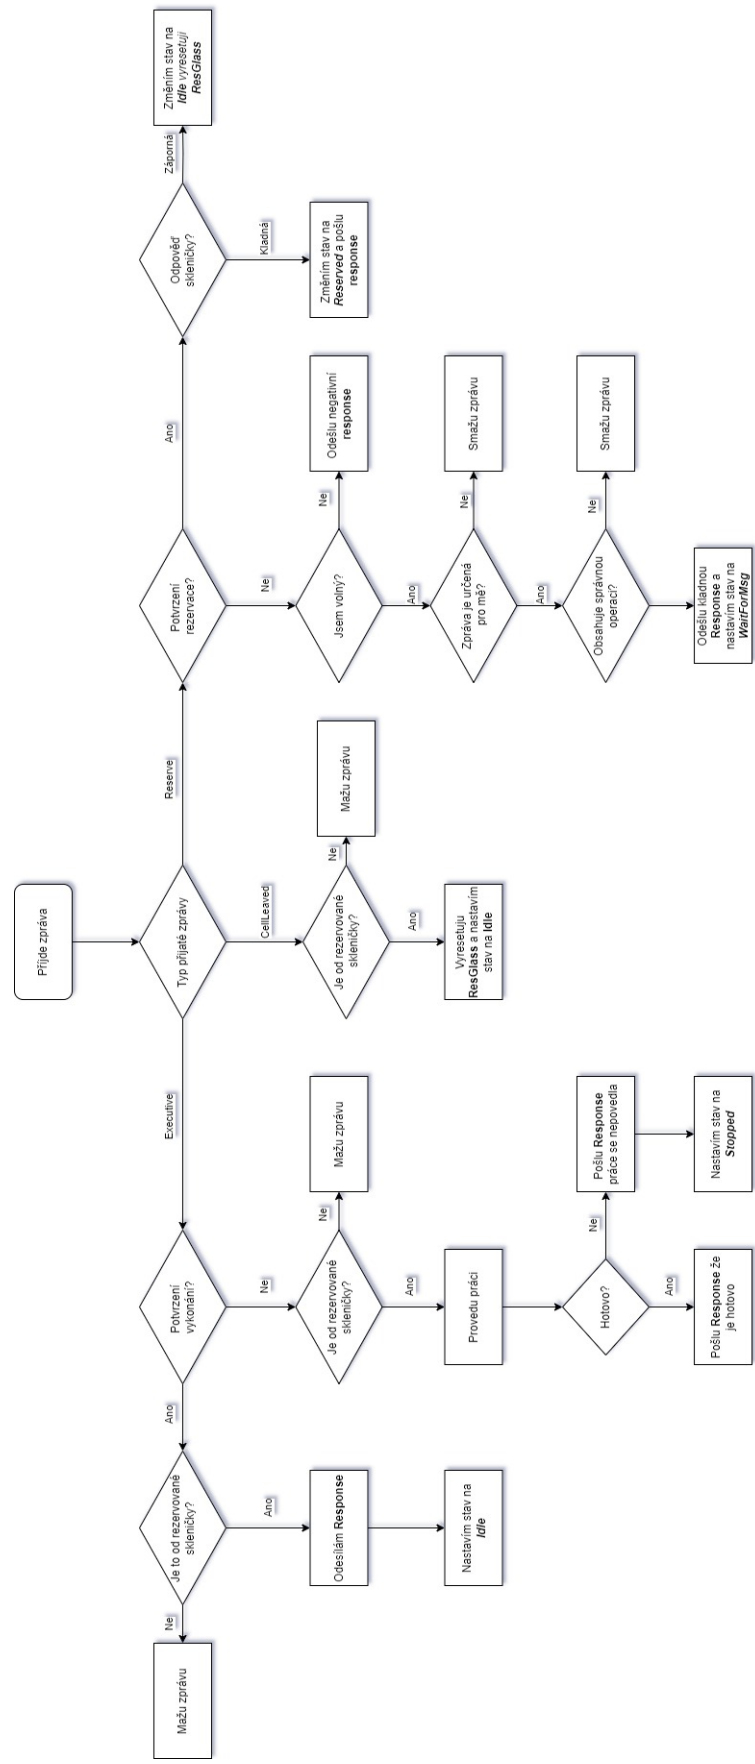 Příjde zpráva
Typ přijaté zprávy
Executive
CellLeaved
Reserve
Potvrzení
vykonání?
Ano
Ne
Je to od rezervované
skleničky?
Ne
Mažu zprávu
Ano
Odesílám Response
Nastavím stav na
Idle
Je od rezervované
skleničky?
Ne
Mažu zprávu
Ano
Provedu práci
Hotovo?
Ne
Pošlu Response
práce se nepovedla
Nastavím stav na
Stopped
Ano
Pošlu Response že
je hotovo
Je od rezervované
skleničky?
Ne
Mažu zprávu
Ano
Vyresetuju
ResGlass a nastavím
stav na Idle
Potvrzení
rezervace?
Ano
Odpověď
skleničky?
Záporná
Změním stav na
Idle vyresetuji
ResGlass
Kladná
Změním stav na
Reserved a pošlu
response
Ne
Jsem volný?
Ne
Odešlu negativní
response
Ano
Zpráva je určená
pro mě?
Ne
Smažu zprávu
Ano
Obsahuje správnou
operaci?
Ne
Smažu zprávu
Odešlu kladnou
Response a
nastavím stav na
WaitForMsg